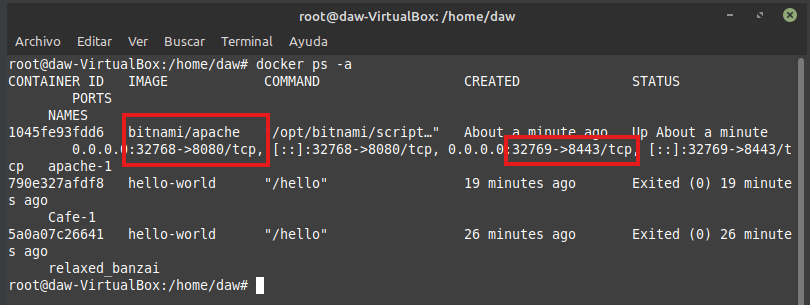 root@daw-VirtualBox: /home/daw
Archivo Editar Ver Buscar Terminal Ayuda
root@daw-VirtualBox:/home/daw# docker ps -a
CONTAINER ID   IMAGE            COMMAND                  CREATED              STATUS
        PORTS
     NAMES
1045fe93fdd6   bitnami/apache   "/opt/bitnami/script…"   About a minute ago   Up About a minute
        0.0.0.0:32768->8080/tcp, [::]:32768->8080/tcp, 0.0.0.0:32769->8443/tcp, [::]:32769->8443/t
cp   apache-1
790e327afdf8   hello-world      "/hello"                 19 minutes ago       Exited (0) 19 minute
s ago
     Cafe-1
5a0a07c26641   hello-world      "/hello"                 26 minutes ago       Exited (0) 26 minute
s ago
     relaxed_banzai
root@daw-VirtualBox:/home/daw#